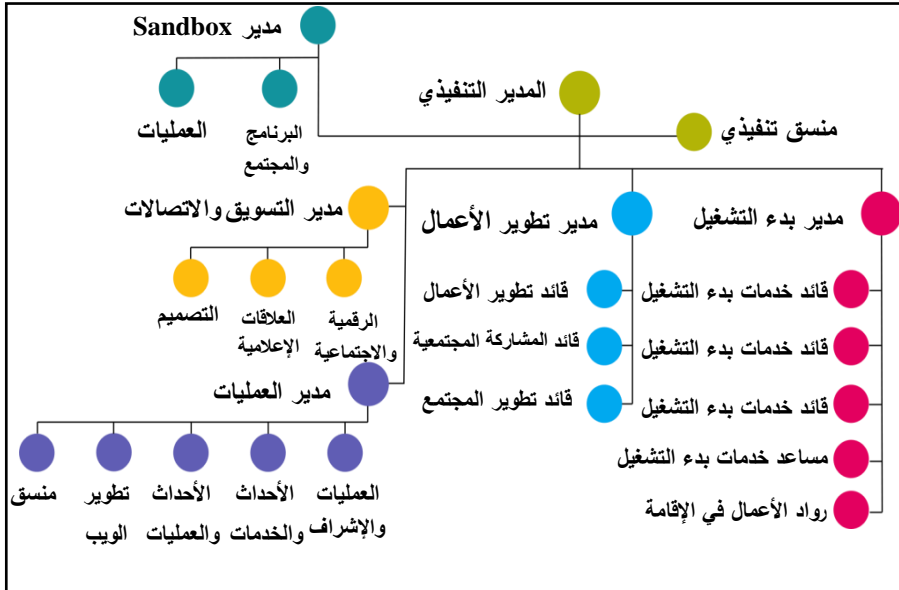 مدير Sandbox
العمليات
البرنامج
والمجتمع
المدير التنفيذي
منسق تنفيذي
مدير بدء التشغيل
قائد خدمات بدء التشغيل
قائد خدمات بدء التشغيل
قائد خدمات بدء التشغيل
مساعد خدمات بدء التشغيل
رواد الأعمال في الإقامة
مدير تطوير الأعمال
قائد تطوير الأعمال
قائد المشاركة المجتمعية
قائد تطوير المجتمع
مدير التسويق والاتصالات
الرقمية
والاجتماعية
العلاقات
الإعلامية
التصميم
مدير العمليات
العمليات
والإشراف
الأحداث
والخدمات
الأحداث
والعمليات
تطوير
الويب
منسق